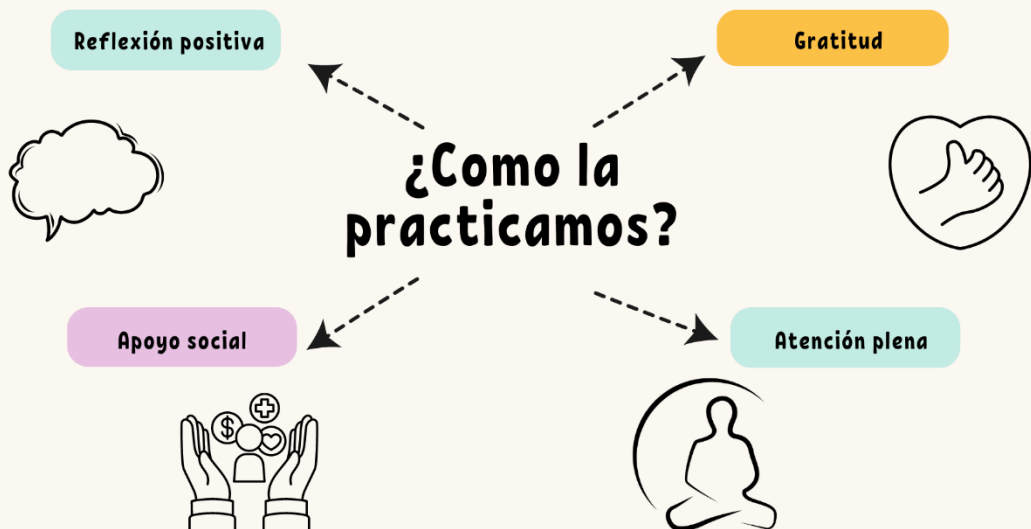 Reflexión positiva
Gratitud
¿Como la
practicamos?
Apoyo social
Atención plena
$